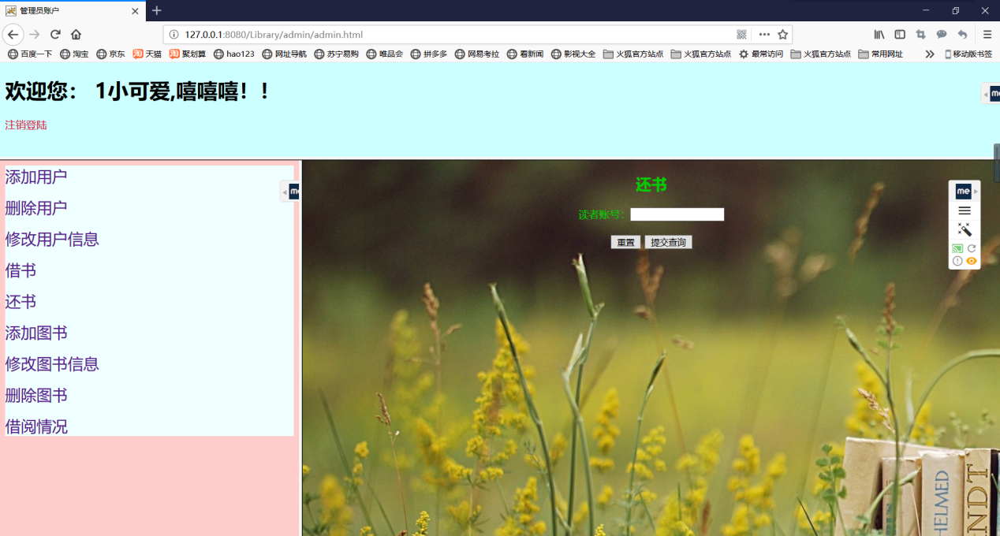 管理员账户
127.0.0.1:8080/Library/admin/admin.html
百度一下 淘宝 京东 天猫 聚划算 hao123 网址导航 苏宁易购 唯品会 拼多多 网易考拉 看新闻 影视大全 火狐官方站点 火狐官方站点 最常访问 火狐官方站点 常用网址 移动版书签
欢迎您： 1小可爱,嘻嘻嘻！！
注销登陆
添加用户
删除用户
修改用户信息
借书
还书
添加图书
修改图书信息
删除图书
借阅情况
还书
读者账号：
重置 提交查询
me
HELMED